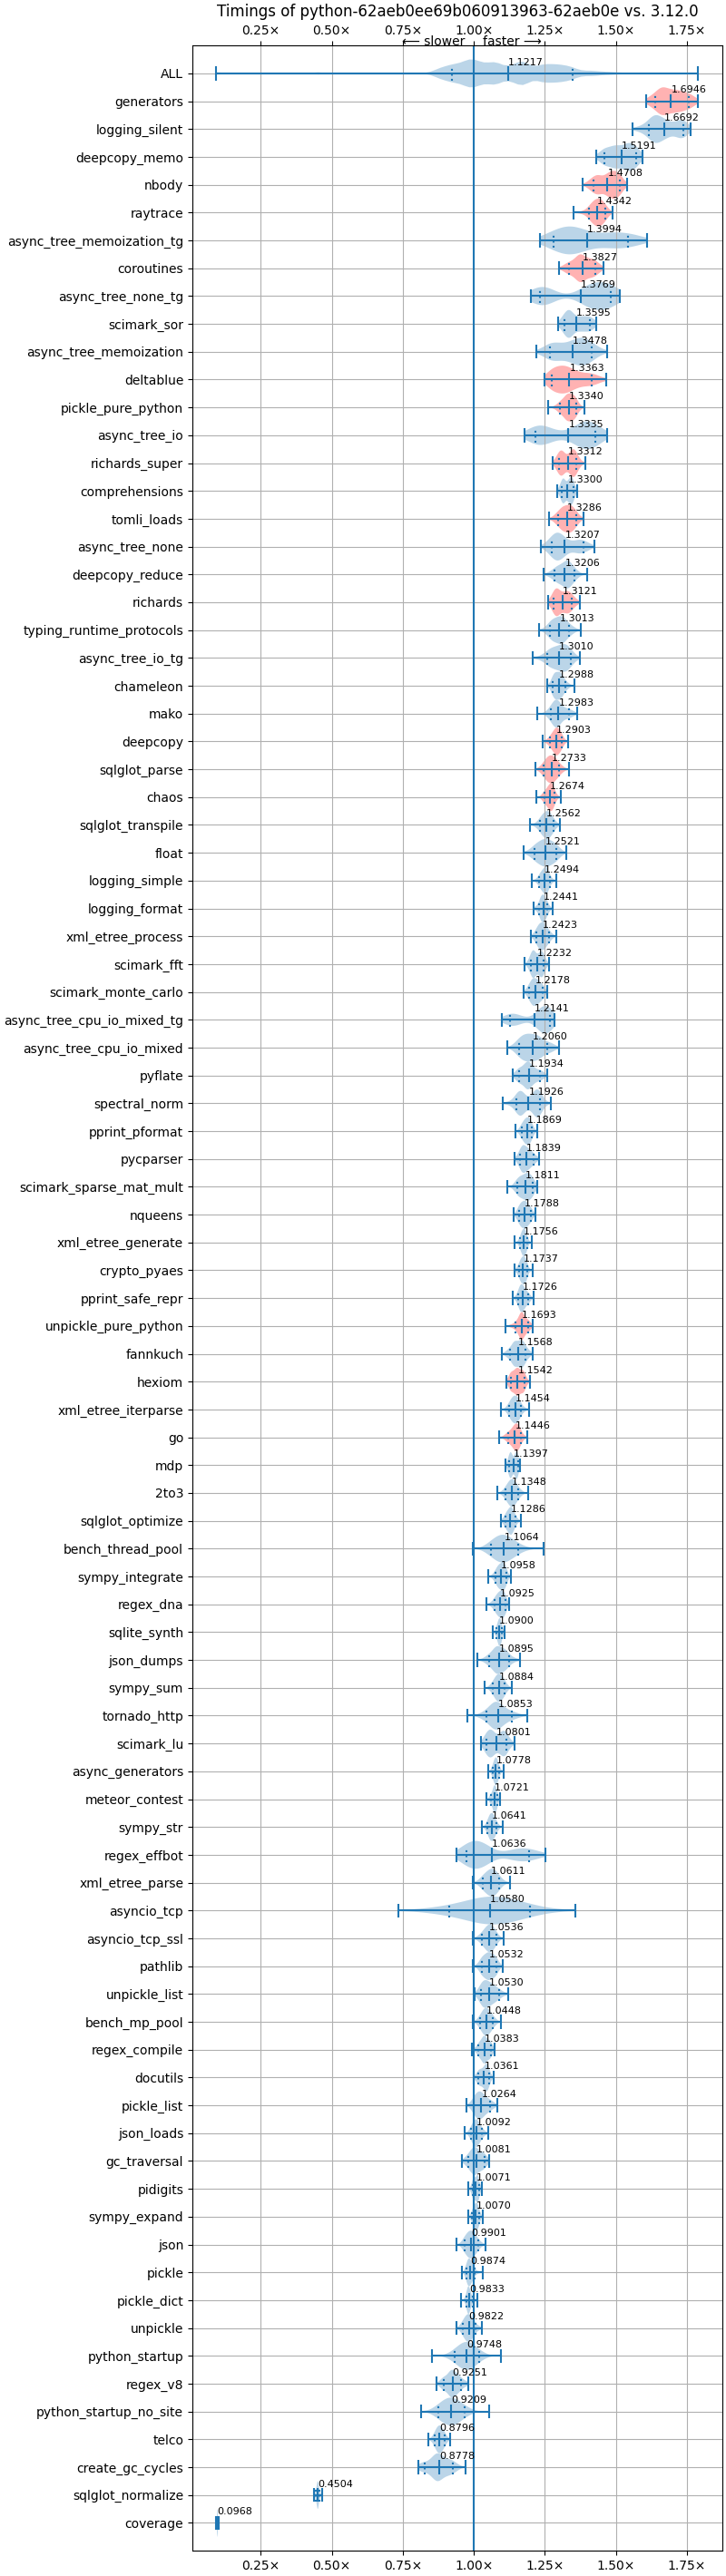 Timings of python-62aeb0ee69b060913963-62aeb0e vs. 3.12.0
0.25× 0.50× 0.75× 1.00× 1.25× 1.50× 1.75×
⟵ slower faster ⟶
ALL 1.1217
generators 1.6946
logging_silent 1.6692
deepcopy_memo 1.5191
nbody 1.4708
raytrace 1.4342
async_tree_memoization_tg 1.3994
coroutines 1.3827
async_tree_none_tg 1.3769
scimark_sor 1.3595
async_tree_memoization 1.3478
deltablue 1.3363
pickle_pure_python 1.3340
async_tree_io 1.3335
richards_super 1.3312
comprehensions 1.3300
tomli_loads 1.3286
async_tree_none 1.3207
deepcopy_reduce 1.3206
richards 1.3121
typing_runtime_protocols 1.3013
async_tree_io_tg 1.3010
chameleon 1.2988
mako 1.2983
deepcopy 1.2903
sqlglot_parse 1.2733
chaos 1.2674
sqlglot_transpile 1.2562
float 1.2521
logging_simple 1.2494
logging_format 1.2441
xml_etree_process 1.2423
scimark_fft 1.2232
scimark_monte_carlo 1.2178
async_tree_cpu_io_mixed_tg 1.2141
async_tree_cpu_io_mixed 1.2060
pyflate 1.1934
spectral_norm 1.1926
pprint_pformat 1.1869
pycparser 1.1839
scimark_sparse_mat_mult 1.1811
nqueens 1.1788
xml_etree_generate 1.1756
crypto_pyaes 1.1737
pprint_safe_repr 1.1726
unpickle_pure_python 1.1693
fannkuch 1.1568
hexiom 1.1542
xml_etree_iterparse 1.1454
go 1.1446
mdp 1.1397
2to3 1.1348
sqlglot_optimize 1.1286
bench_thread_pool 1.1064
sympy_integrate 1.0958
regex_dna 1.0925
sqlite_synth 1.0900
json_dumps 1.0895
sympy_sum 1.0884
tornado_http 1.0853
scimark_lu 1.0801
async_generators 1.0778
meteor_contest 1.0721
sympy_str 1.0641
regex_effbot 1.0636
xml_etree_parse 1.0611
asyncio_tcp 1.0580
asyncio_tcp_ssl 1.0536
pathlib 1.0532
unpickle_list 1.0530
bench_mp_pool 1.0448
regex_compile 1.0383
docutils 1.0361
pickle_list 1.0264
json_loads 1.0092
gc_traversal 1.0081
pidigits 1.0071
sympy_expand 1.0070
json 0.9901
pickle 0.9874
pickle_dict 0.9833
unpickle 0.9822
python_startup 0.9748
regex_v8 0.9251
python_startup_no_site 0.9209
telco 0.8796
create_gc_cycles 0.8778
sqlglot_normalize 0.4504
coverage 0.0968
0.25× 0.50× 0.75× 1.00× 1.25× 1.50× 1.75×